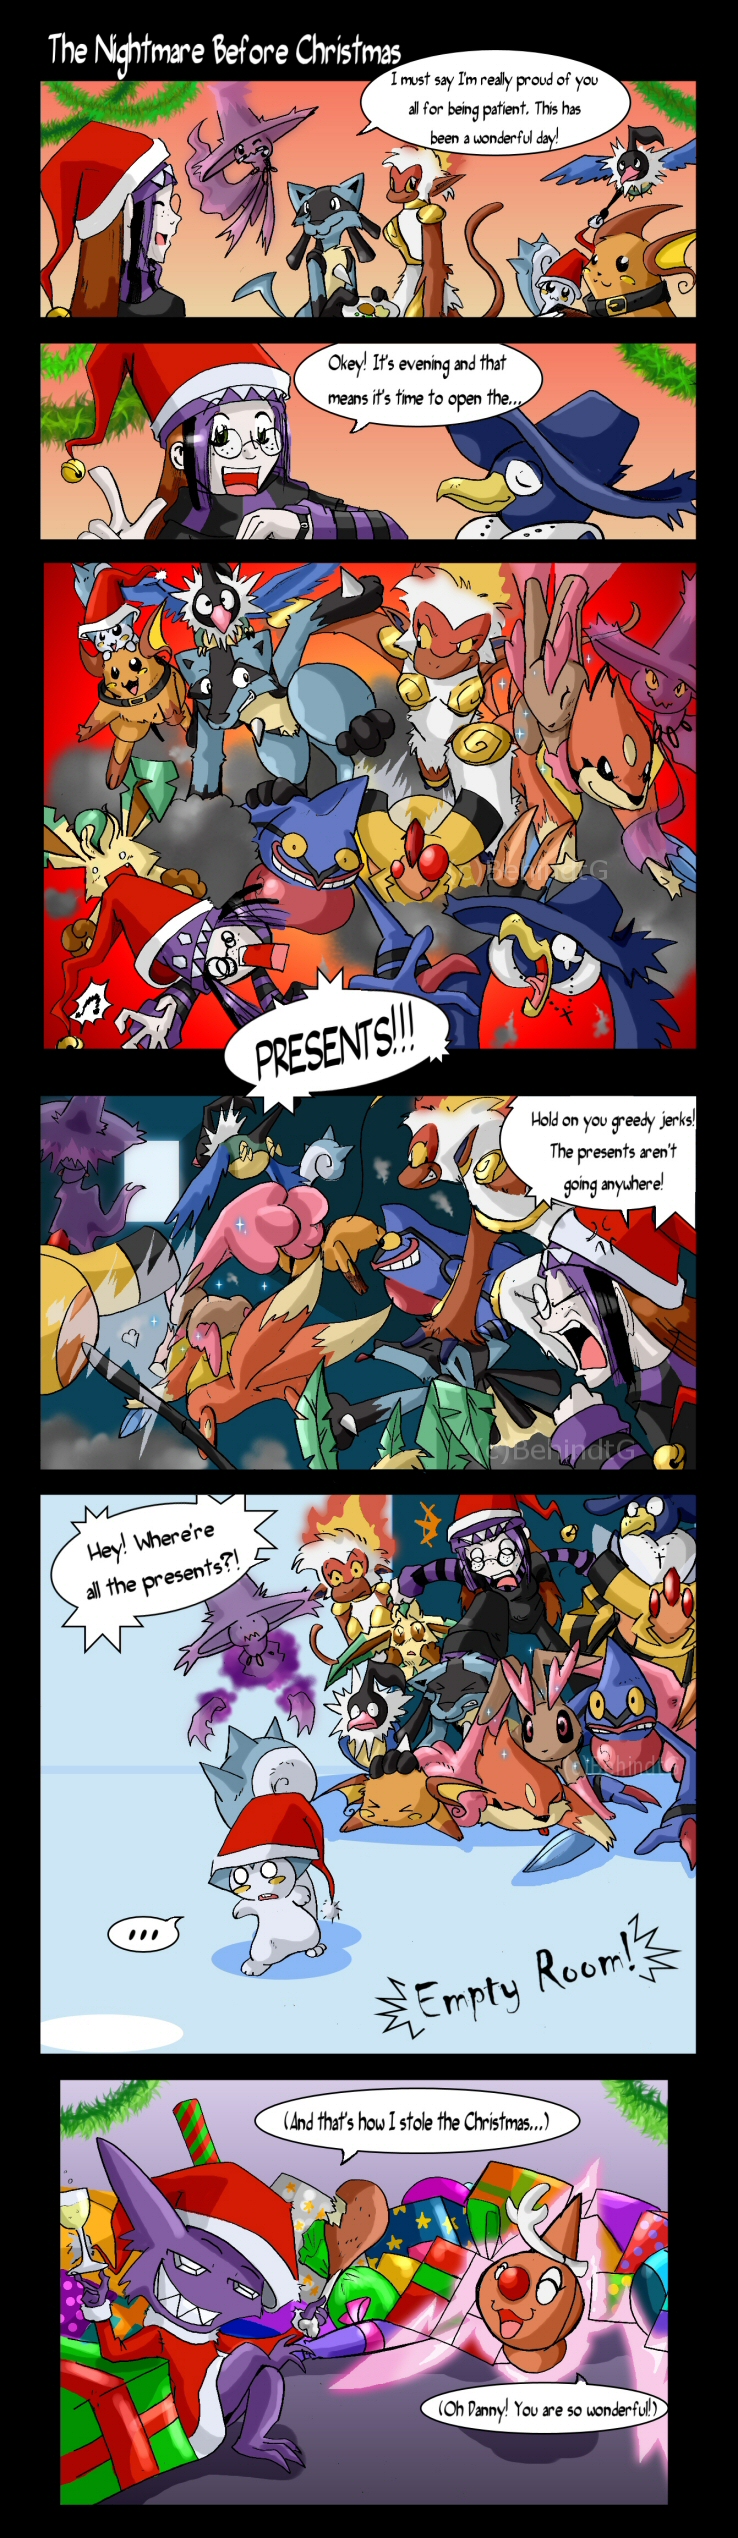 The Nightmare Before Christmas
I must say I'm really proud of you
all for being patient. This has
been a wonderful day!
Okey! It's evening and that
means it's time to open the...
(c)BehindtG
PRESENTS!!!
Hold on you greedy jerks!
The presents aren't
going anywhere!
(c)BehindtG
Hey! Where're
all the presents?!
(c)BehindtG
...
Empty Room!
(And that's how I stole the Christmas...)
(Oh Danny! You are so wonderful!)